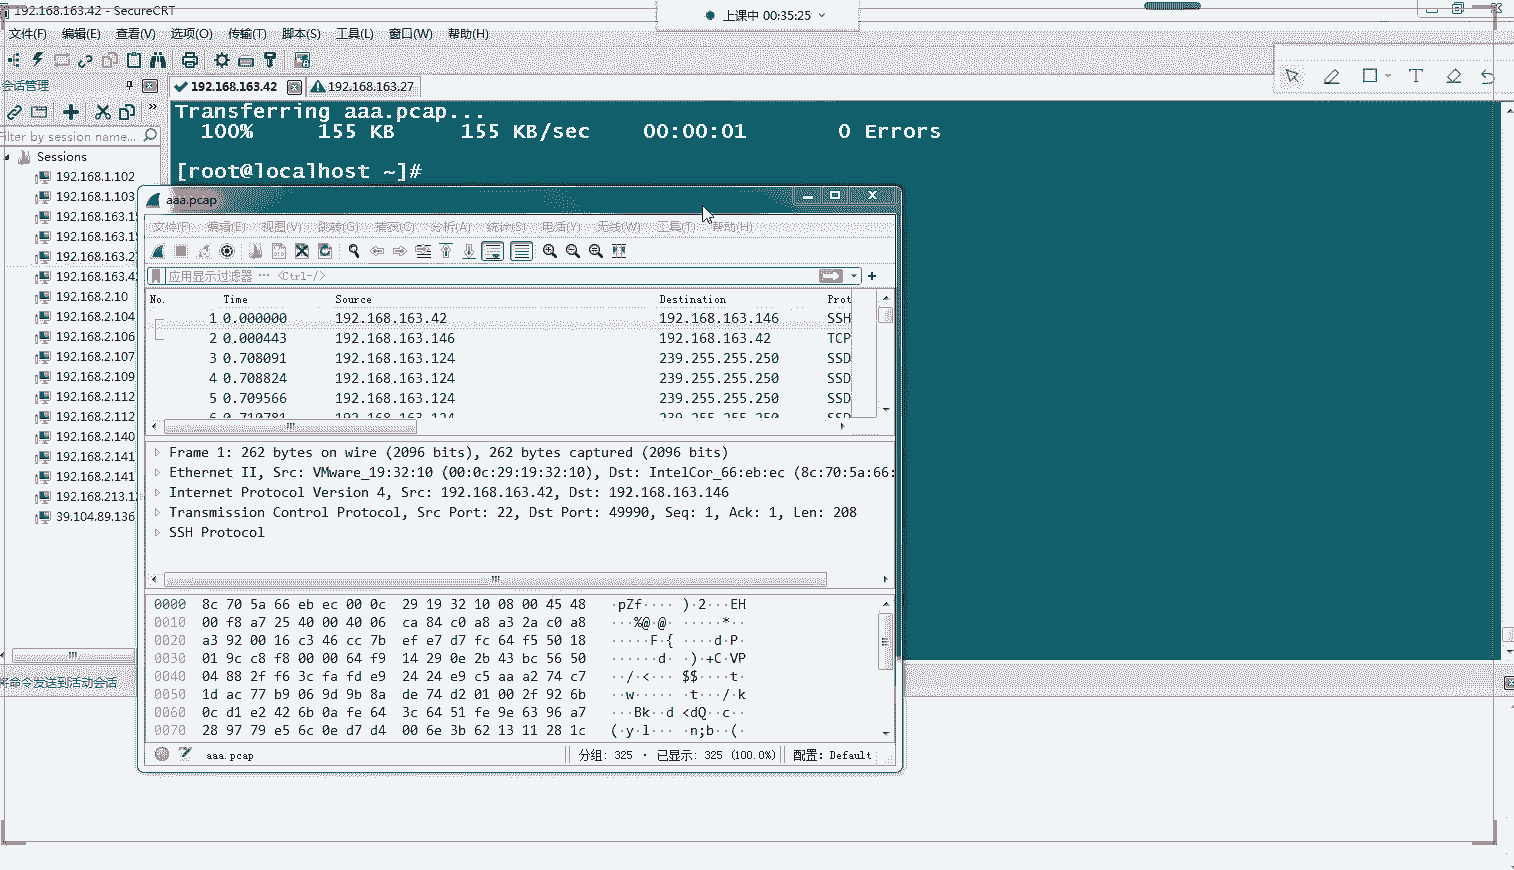 192.168.163.42 - SecureCRT
上课中 00:35:25
文件(F) 编辑(E) 查看(V) 选项(O) 传输(T) 脚本(S) 工具(L) 窗口(W) 帮助(H)
会话管理
192.168.163.42 192.168.163.27
Filter by session name...
Sessions
192.168.1.102
192.168.1.103
192.168.163.1
192.168.163.1
192.168.163.2
192.168.163.4
192.168.2.10
192.168.2.104
192.168.2.106
192.168.2.107
192.168.2.109
192.168.2.112
192.168.2.112
192.168.2.140
192.168.2.141
192.168.2.141
192.168.213.1
39.104.89.136
将命令发送到活动会话
Transferring aaa.pcap...
100% 155 KB 155 KB/sec 00:00:01 0 Errors
[root@localhost ~]#
aaa.pcap
文件(F) 编辑(E) 视图(V) 跳转(G) 捕获(C) 分析(A) 统计(S) 电话(Y) 无线(W) 工具(T) 帮助(H)
应用显示过滤器 … <Ctrl-/>
No. Time Source Destination Prot
1 0.000000 192.168.163.42 192.168.163.146 SSH
2 0.000443 192.168.163.146 192.168.163.42 TCP
3 0.708091 192.168.163.124 239.255.255.250 SSD
4 0.708824 192.168.163.124 239.255.255.250 SSD
5 0.709566 192.168.163.124 239.255.255.250 SSD
6 0.710781 192.168.163.124 239.255.255.250 SSD
Frame 1: 262 bytes on wire (2096 bits), 262 bytes captured (2096 bits)
Ethernet II, Src: VMware_19:32:10 (00:0c:29:19:32:10), Dst: IntelCor_66:eb:ec (8c:70:5a:66:
Internet Protocol Version 4, Src: 192.168.163.42, Dst: 192.168.163.146
Transmission Control Protocol, Src Port: 22, Dst Port: 49990, Seq: 1, Ack: 1, Len: 208
SSH Protocol
0000 8c 70 5a 66 eb ec 00 0c 29 19 32 10 08 00 45 48 ·pZf···· )·2···EH
0010 00 f8 a7 25 40 00 40 06 ca 84 c0 a8 a3 2a c0 a8 ···%@·@· ·····*··
0020 a3 92 00 16 c3 46 cc 7b ef e7 d7 fc 64 f5 50 18 ·····F·{ ····d·P·
0030 01 9c c8 f8 00 00 64 f9 14 29 0e 2b 43 bc 56 50 ······d· ·)·+C·VP
0040 04 88 2f f6 3c fa fd e9 24 24 e9 c5 aa a2 74 c7 ··/·<··· $$····t·
0050 1d ac 77 b9 06 9d 9b 8a de 74 d2 01 00 2f 92 6b ··w····· ·t···/·k
0060 0c d1 e2 42 6b 0a fe 64 3c 64 51 fe 9e 63 96 a7 ···Bk··d <dQ··c··
0070 28 97 79 e5 6c 0e d7 d4 00 6e 3b 62 13 11 28 1c (·y·l··· ·n;b··(·
aaa.pcap 分组: 325 · 已显示: 325 (100.0%) 配置: Default